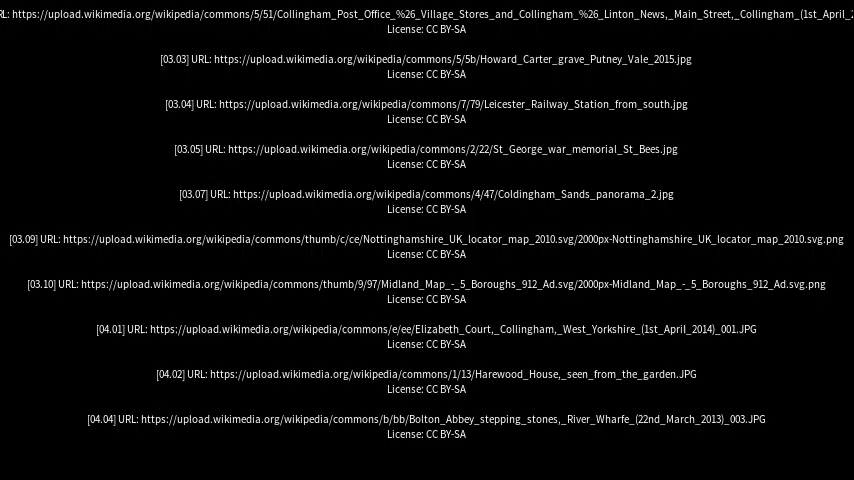 RL: https://upload.wikimedia.org/wikipedia/commons/5/51/Collingham_Post_Office_%26_Village_Stores_and_Collingham_%26_Linton_News,_Main_Street,_Collingham_(1st_April_2
License: CC BY-SA
[03.03] URL: https://upload.wikimedia.org/wikipedia/commons/5/5b/Howard_Carter_grave_Putney_Vale_2015.jpg
License: CC BY-SA
[03.04] URL: https://upload.wikimedia.org/wikipedia/commons/7/79/Leicester_Railway_Station_from_south.jpg
License: CC BY-SA
[03.05] URL: https://upload.wikimedia.org/wikipedia/commons/2/22/St_George_war_memorial_St_Bees.jpg
License: CC BY-SA
[03.07] URL: https://upload.wikimedia.org/wikipedia/commons/4/47/Coldingham_Sands_panorama_2.jpg
License: CC BY-SA
[03.09] URL: https://upload.wikimedia.org/wikipedia/commons/thumb/c/ce/Nottinghamshire_UK_locator_map_2010.svg/2000px-Nottinghamshire_UK_locator_map_2010.svg.png
License: CC BY-SA
[03.10] URL: https://upload.wikimedia.org/wikipedia/commons/thumb/9/97/Midland_Map_-_5_Boroughs_912_Ad.svg/2000px-Midland_Map_-_5_Boroughs_912_Ad.svg.png
License: CC BY-SA
[04.01] URL: https://upload.wikimedia.org/wikipedia/commons/e/ee/Elizabeth_Court,_Collingham,_West_Yorkshire_(1st_April_2014)_001.JPG
License: CC BY-SA
[04.02] URL: https://upload.wikimedia.org/wikipedia/commons/1/13/Harewood_House,_seen_from_the_garden.JPG
License: CC BY-SA
[04.04] URL: https://upload.wikimedia.org/wikipedia/commons/b/bb/Bolton_Abbey_stepping_stones,_River_Wharfe_(22nd_March_2013)_003.JPG
License: CC BY-SA